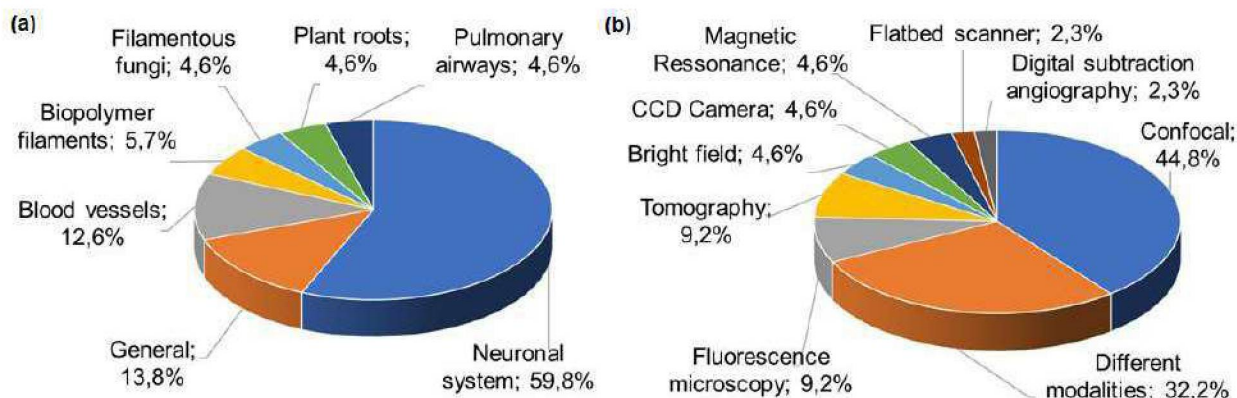 (a)
Filamentous
fungi; 4,6%
Plant roots;
4,6%
Pulmonary
airways; 4,6%
Biopolymer
filaments; 5,7%
Blood vessels;
12,6%
General;
13,8%
Neuronal
system; 59,8%
(b)
Magnetic
Ressonance; 4,6%
Flatbed scanner; 2,3%
Digital subtraction
angiography; 2,3%
CCD Camera; 4,6%
Confocal;
44,8%
Bright field; 4,6%
Tomography;
9,2%
Fluorescence
microscopy; 9,2%
Different
modalities; 32,2%